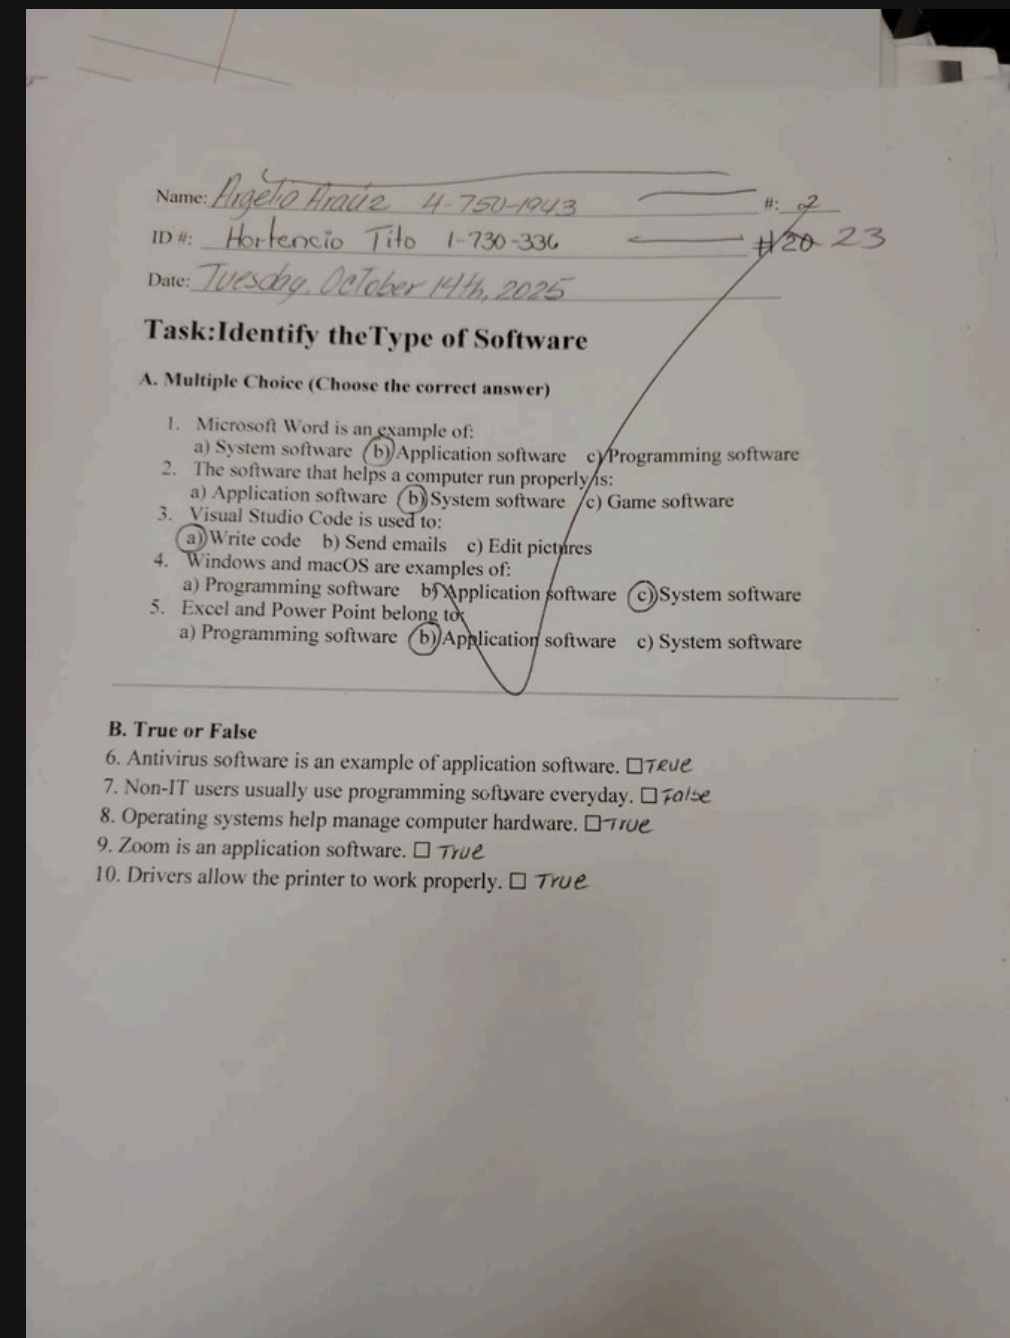 Name: Argelio Araúz 4-750-1943 #: 2
ID #: Hortencio Tito 1-730-336 #20 23
Date: Tuesday, October 14th, 2025
Task:Identify theType of Software
A. Multiple Choice (Choose the correct answer)
1. Microsoft Word is an example of:
a) System software b) Application software c) Programming software
2. The software that helps a computer run properly is:
a) Application software b) System software c) Game software
3. Visual Studio Code is used to:
a) Write code b) Send emails c) Edit pictures
4. Windows and macOS are examples of:
a) Programming software b) Application software c) System software
5. Excel and Power Point belong to:
a) Programming software b) Application software c) System software
B. True or False
6. Antivirus software is an example of application software. ☐ True
7. Non-IT users usually use programming software everyday. ☐ False
8. Operating systems help manage computer hardware. ☐ True
9. Zoom is an application software. ☐ True
10. Drivers allow the printer to work properly. ☐ True